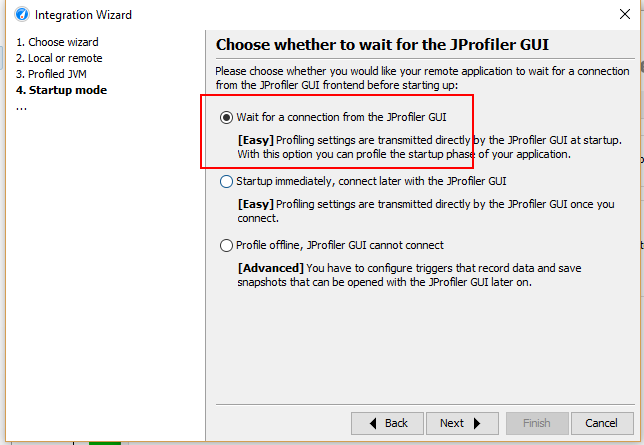 Integration Wizard
1. Choose wizard
2. Local or remote
3. Profiled JVM
4. Startup mode
...
Choose whether to wait for the JProfiler GUI
Please choose whether you would like your remote application to wait for a connection
from the JProfiler GUI frontend before starting up:
Wait for a connection from the JProfiler GUI
[Easy] Profiling settings are transmitted directly by the JProfiler GUI at startup.
With this option you can profile the startup phase of your application.
Startup immediately, connect later with the JProfiler GUI
[Easy] Profiling settings are transmitted directly by the JProfiler GUI once you
connect.
Profile offline, JProfiler GUI cannot connect
[Advanced] You have to configure triggers that record data and save
snapshots that can be opened with the JProfiler GUI later on.
Back
Next
Finish
Cancel